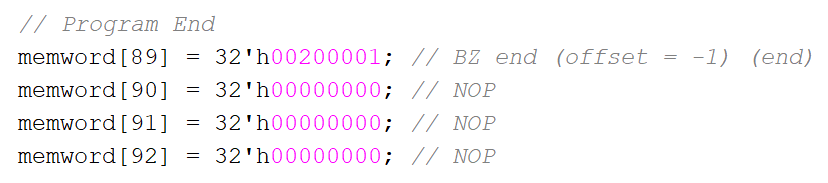 // Program End
memword[89] = 32'h00200001; // BZ end (offset = -1) (end)
memword[90] = 32'h00000000; // NOP
memword[91] = 32'h00000000; // NOP
memword[92] = 32'h00000000; // NOP